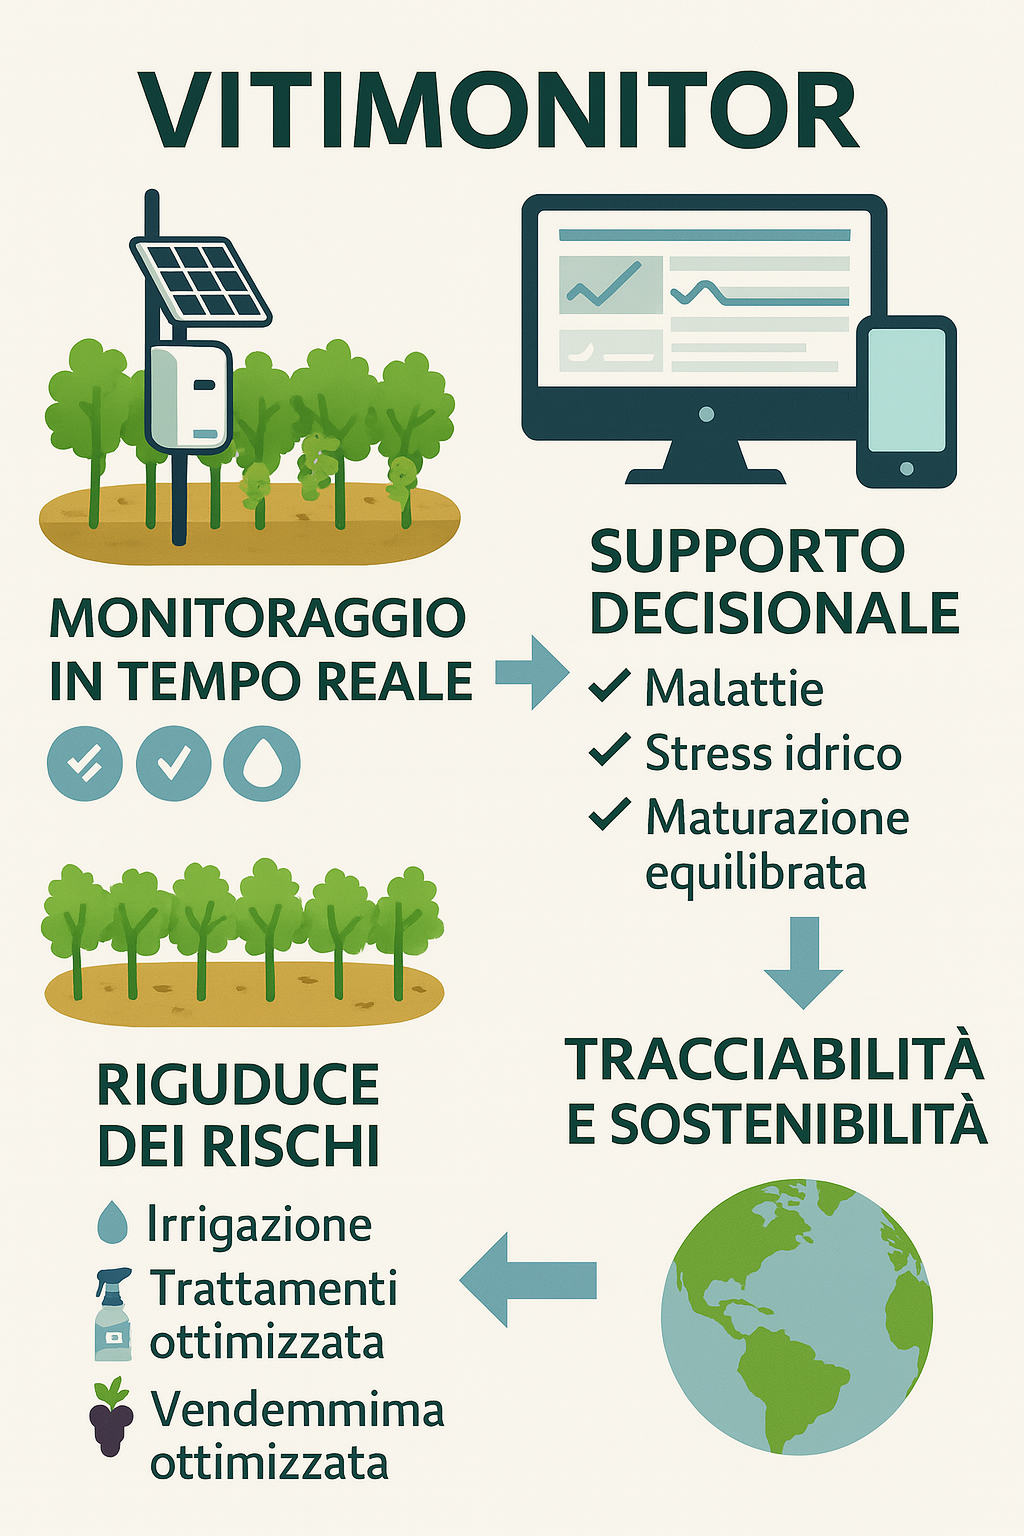 VITIMONITOR
MONITORAGGIO
IN TEMPO REALE
SUPPORTO
DECISIONALE
Malattie
Stress idrico
Maturazione
equilibrata
TRACCIABILITÀ
E SOSTENIBILITÀ
RIGUDUCE
DEI RISCHI
Irrigazione
Trattamenti
ottimizzata
Vendemmima
ottimizzata